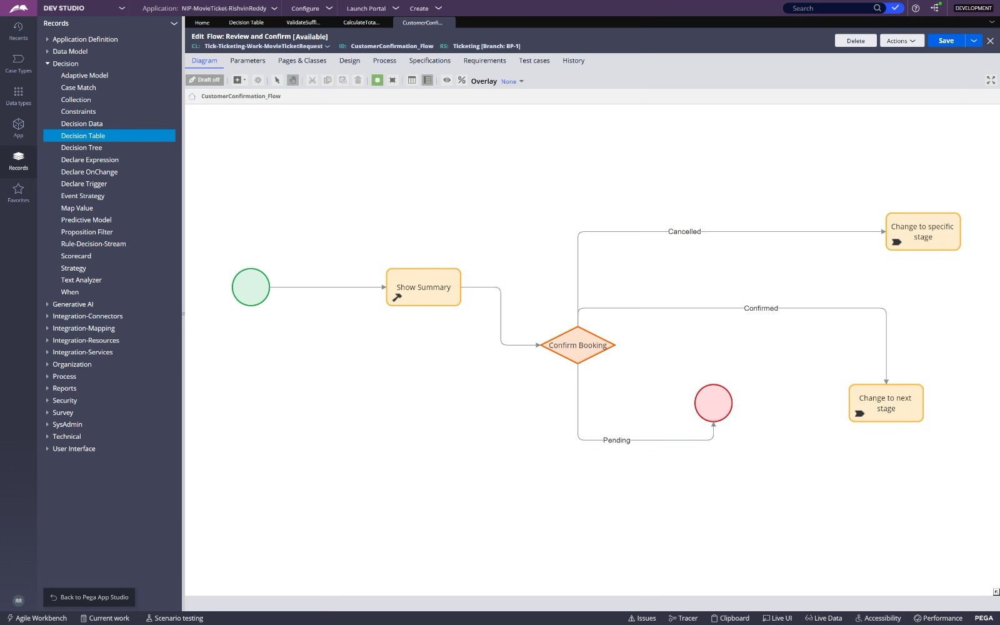 DEV STUDIO
Application: NIP-MovieTicket-RishvinReddy
Configure
Launch Portal
Create
Search
DEVELOPMENT
Recents
Case Types
Data types
App
Records
Favorites
RR
Records
Application Definition
Data Model
Decision
Adaptive Model
Case Match
Collection
Constraints
Decision Data
Decision Table
Decision Tree
Declare Expression
Declare OnChange
Declare Trigger
Event Strategy
Map Value
Predictive Model
Proposition Filter
Rule-Decision-Stream
Scorecard
Strategy
Text Analyzer
When
Generative AI
Integration-Connectors
Integration-Mapping
Integration-Resources
Integration-Services
Organization
Process
Reports
Security
Survey
SysAdmin
Technical
User Interface
Back to Pega App Studio
Home
Decision Table
ValidateSuffi...
CalculateTota...
CustomerConfi...
Edit Flow: Review and Confirm [Available]
CL: Tick-Ticketing-Work-MovieTicketRequest ID: CustomerConfirmation_Flow RS: Ticketing [Branch: BP-1]
Delete
Actions
Save
Diagram
Parameters
Pages & Classes
Design
Process
Specifications
Requirements
Test cases
History
Draft off
Overlay None
CustomerConfirmation_Flow
Cancelled
Change to specific
stage
Show Summary
Confirmed
Confirm Booking
Change to next
stage
Pending
Agile Workbench
Current work
Scenario testing
Issues
Tracer
Clipboard
Live UI
Live Data
Accessibility
Performance
PEGA